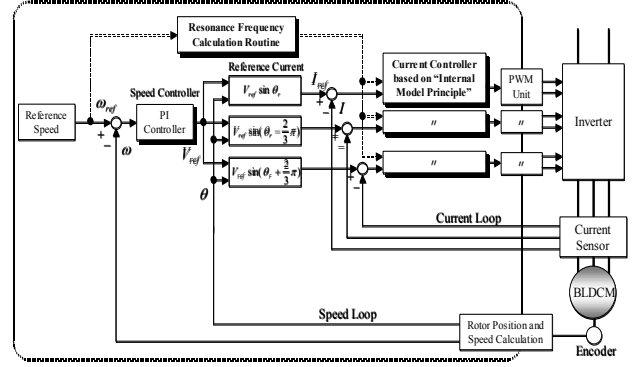 Resonance Frequency
Calculation Routine
Speed Controller
Reference Current
Current Controller
based on “Internal
Model Principle”
PWM
Unit
Reference
Speed
ω_ref
+
−
ω
PI
Controller
V_ref
θ
V_ref sin θ_r
V_ref sin(θ_r − 2/3 π)
V_ref sin(θ_r + 2/3 π)
I_ref
+
−
I
〃
〃
〃
〃
Inverter
Current Loop
Current
Sensor
BLDCM
Speed Loop
Rotor Position and
Speed Calculation
Encoder